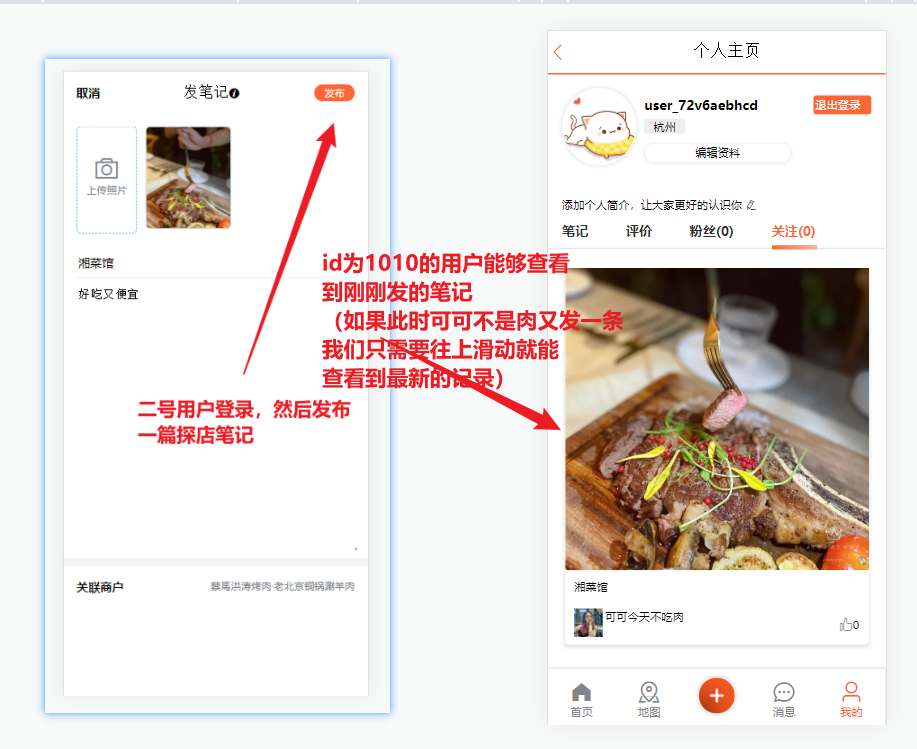 取消
发笔记
发布
上传照片
湘菜馆
好吃又便宜
关联商户
蔡馬洪涛烤肉·老北京铜锅涮羊肉
二号用户登录，然后发布
一篇探店笔记
id为1010的用户能够查看
到刚刚发的笔记
（如果此时可可不是肉又发一条
我们只需要往上滑动就能
查看到最新的记录）
个人主页
user_72v6aebhcd
退出登录
杭州
编辑资料
添加个人简介，让大家更好的认识你
笔记
评价
粉丝(0)
关注(0)
湘菜馆
可可今天不吃肉
0
首页
地图
消息
我的